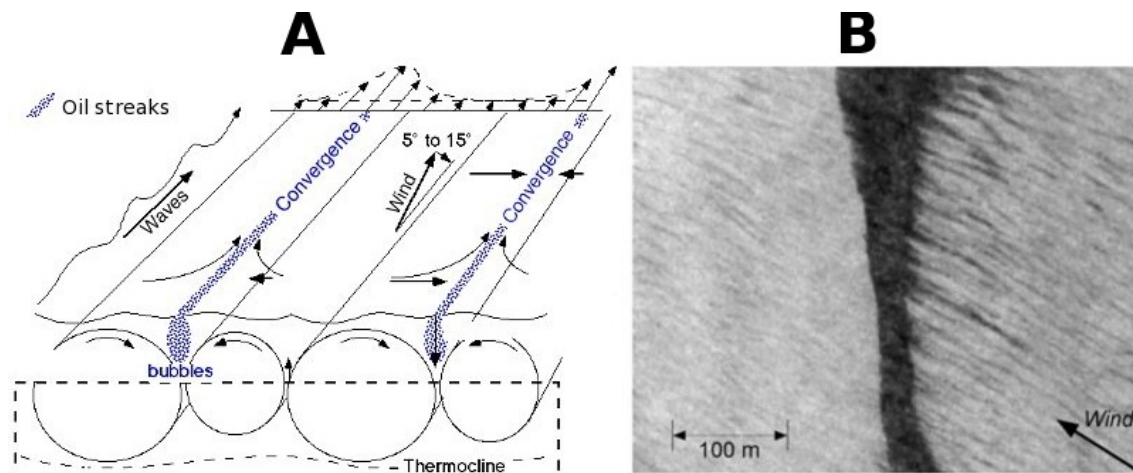 A
B
Oil streaks
5° to 15°
Convergence
Convergence
Wind
Waves
bubbles
Thermocline
100 m
Wind